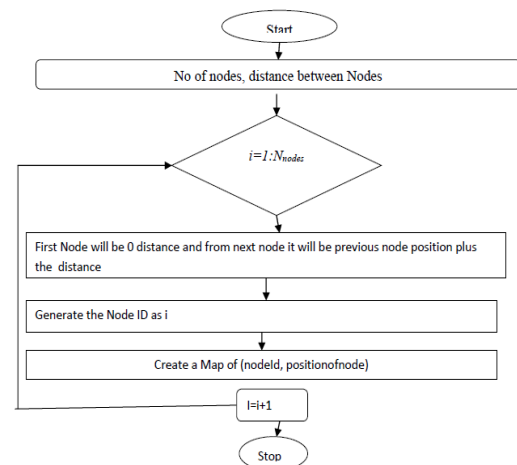 Start
No of nodes, distance between Nodes
i=1:Nnodes
First Node will be 0 distance and from next node it will be previous node position plus
the distance
Generate the Node ID as i
Create a Map of (nodeId, positionofnode)
I=i+1
Stop